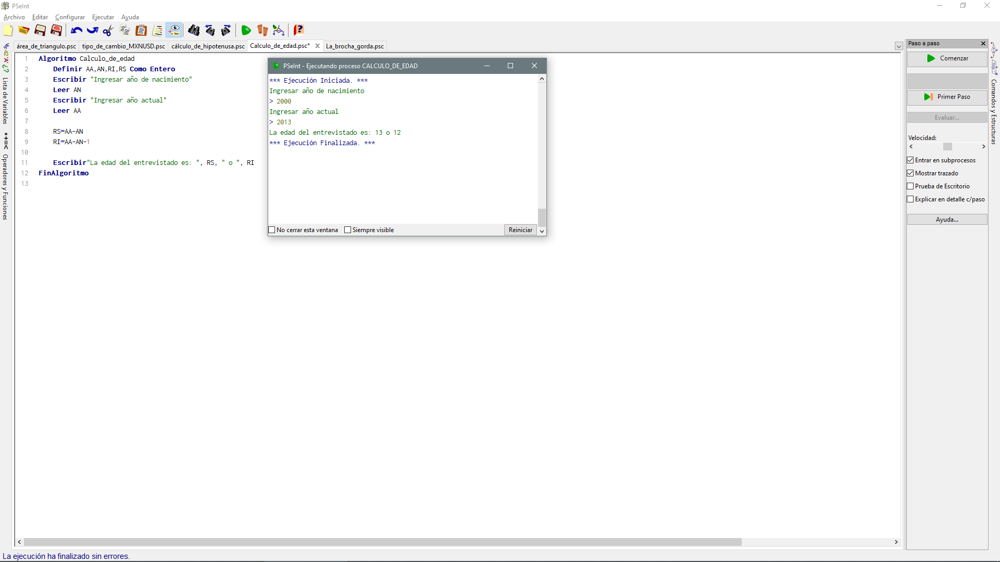 PSeInt
Archivo Editar Configurar Ejecutar Ayuda
área_de_triangulo.psc tipo_de_cambio_MXNUSD.psc cálculo_de_hipotenusa.psc Calculo_de_edad.psc* La_brocha_gorda.psc
1 Algoritmo Calculo_de_edad
2 Definir AA,AN,RI,RS Como Entero
3 Escribir "Ingresar año de nacimiento"
4 Leer AN
5 Escribir "Ingresar año actual"
6 Leer AA
7
8 RS=AA-AN
9 RI=AA-AN-1
10
11 Escribir"La edad del entrevistado es: ", RS, " o ", RI
12 FinAlgoritmo
13
PSeInt - Ejecutando proceso CALCULO_DE_EDAD
*** Ejecución Iniciada. ***
Ingresar año de nacimiento
> 2000
Ingresar año actual
> 2013
La edad del entrevistado es: 13 o 12
*** Ejecución Finalizada. ***
No cerrar esta ventana Siempre visible Reiniciar
Paso a paso
Comenzar
Primer Paso
Evaluar...
Velocidad:
Entrar en subprocesos
Mostrar trazado
Prueba de Escritorio
Explicar en detalle c/paso
Ayuda...
42 'A' ¿?
Lista de Variables
*+=<
Operadores y Funciones
Comandos y Estructuras
La ejecución ha finalizado sin errores.